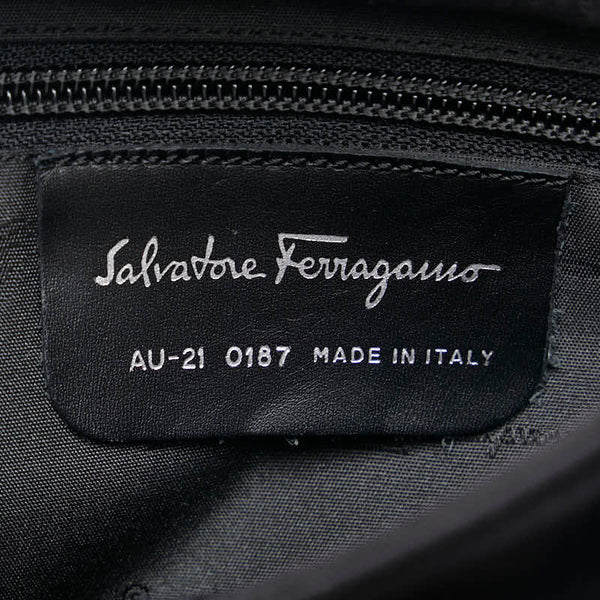 Salvatore Ferragamo
AU-21 0187 MADE IN ITALY